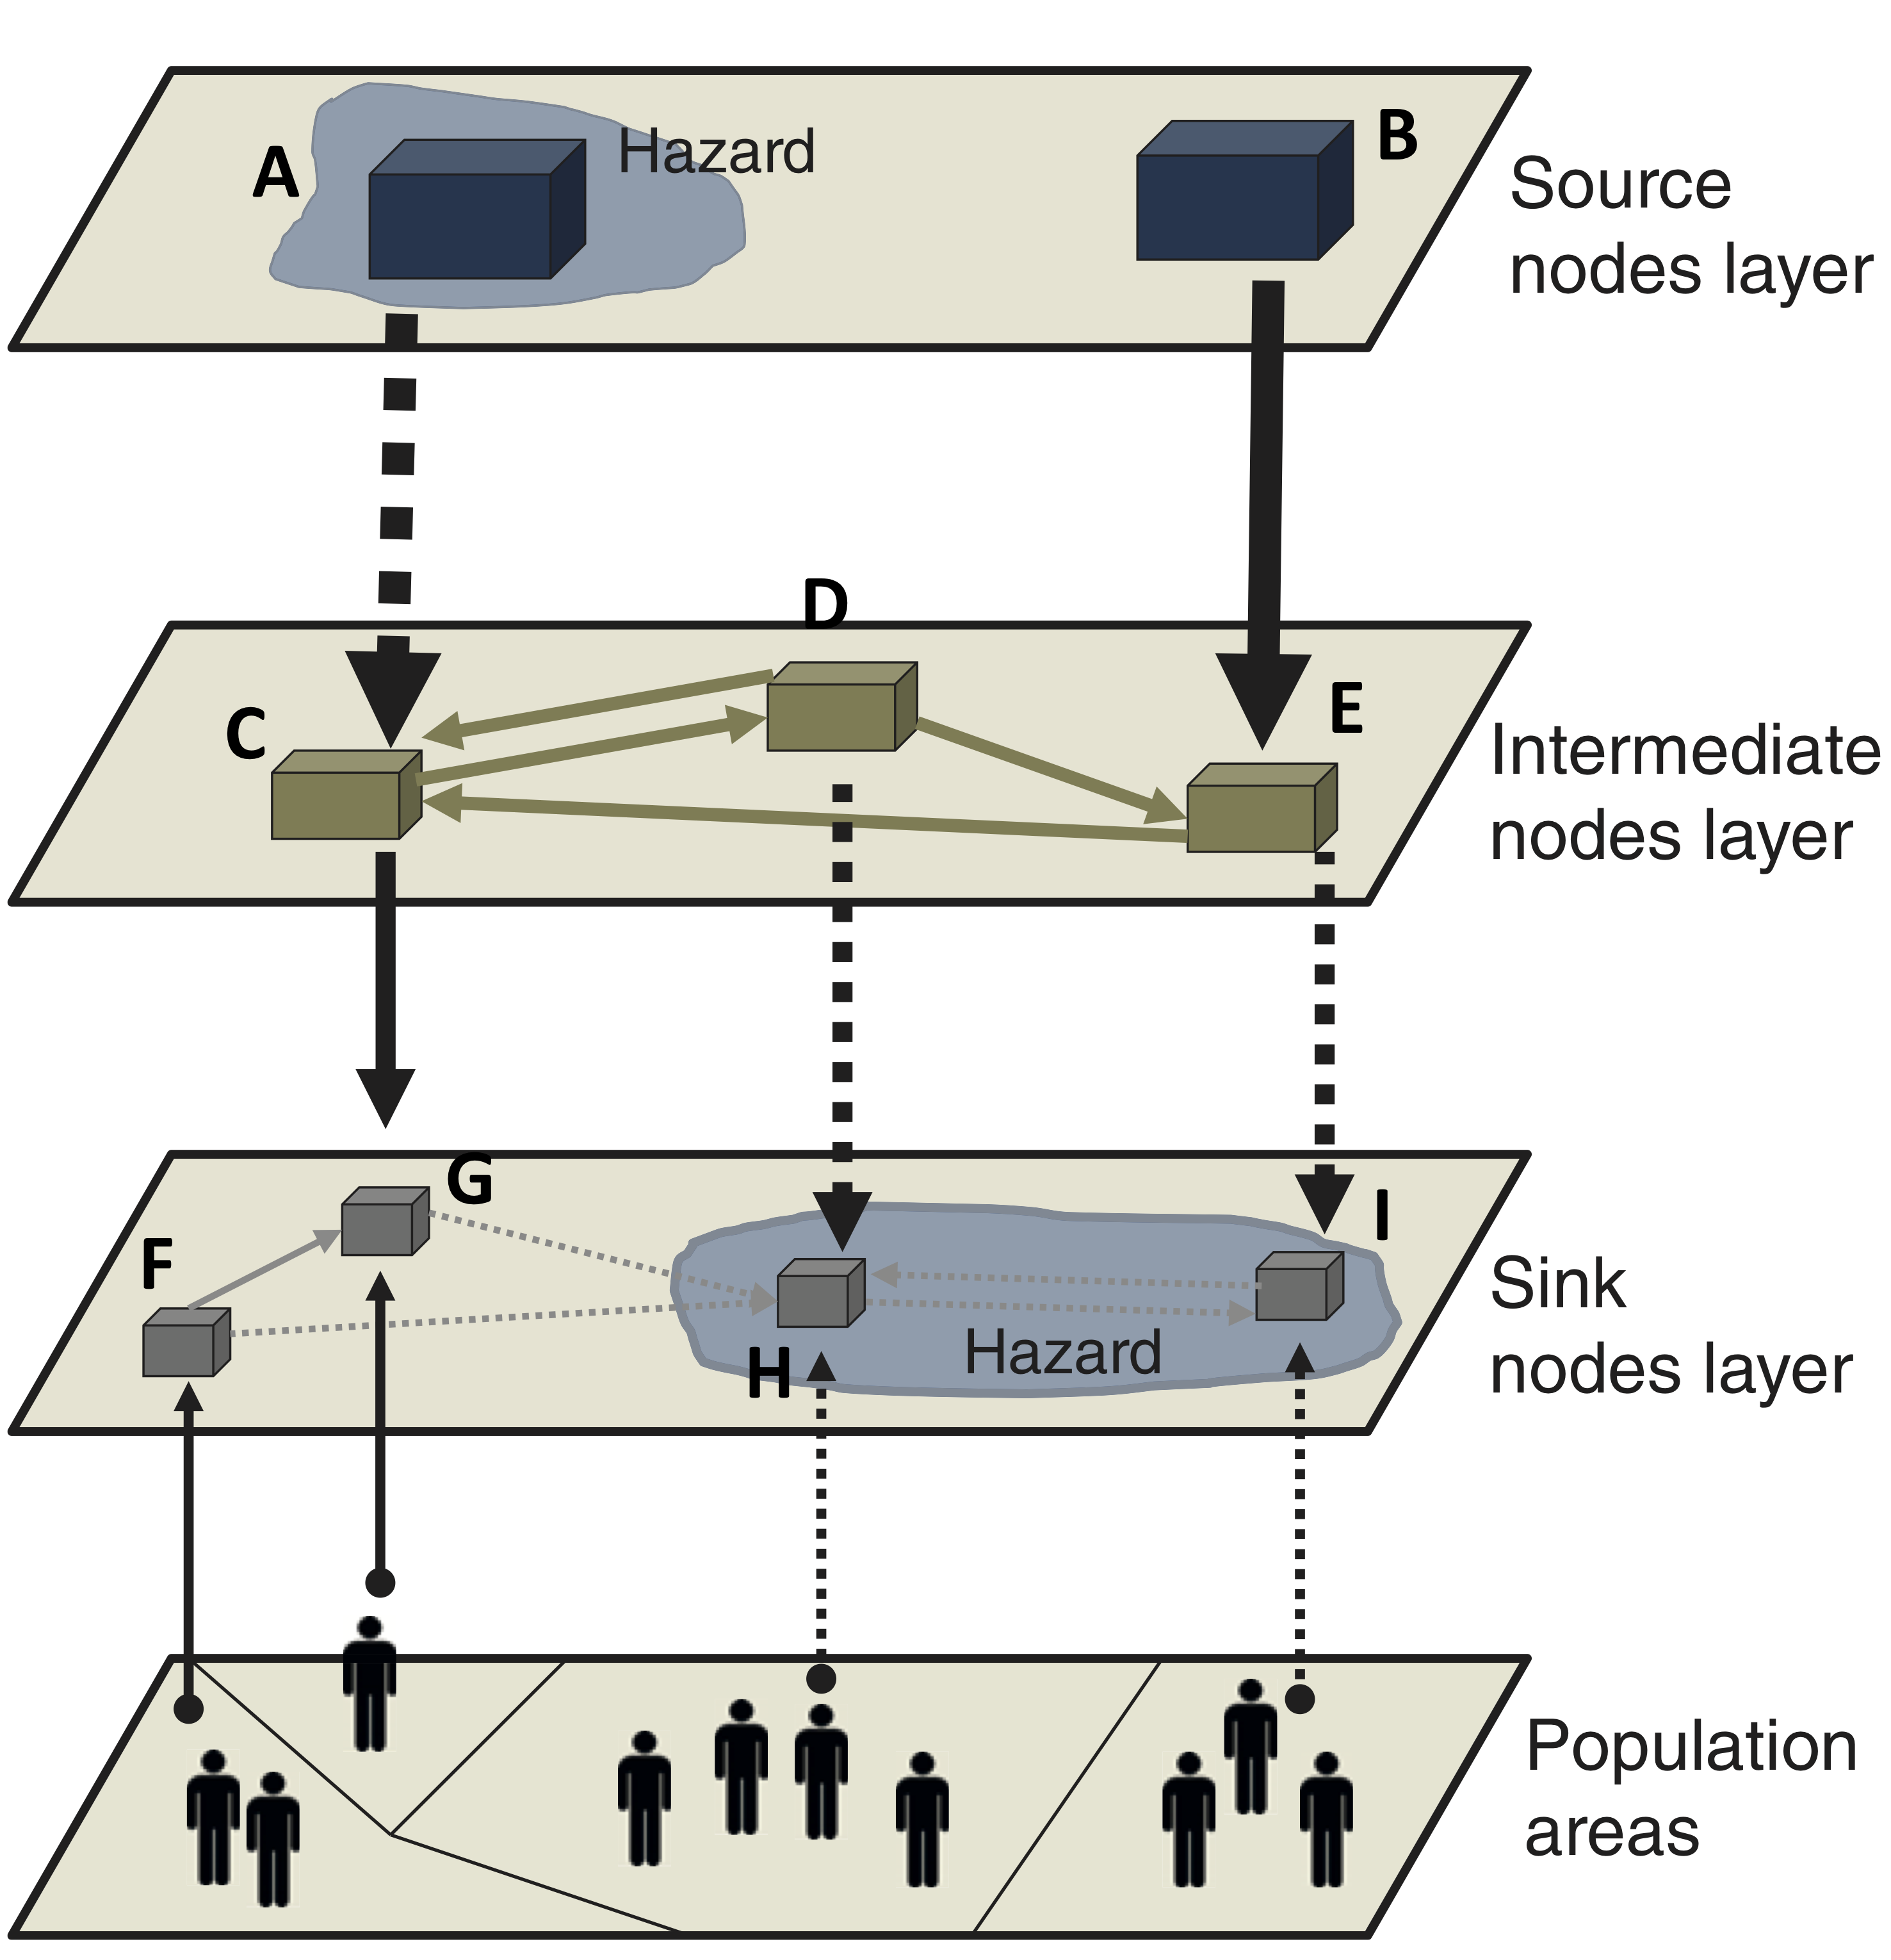 A
Hazard
B
Source
nodes layer
D
C
E
Intermediate
nodes layer
G
F
I
H
Hazard
Sink
nodes layer
Population
areas